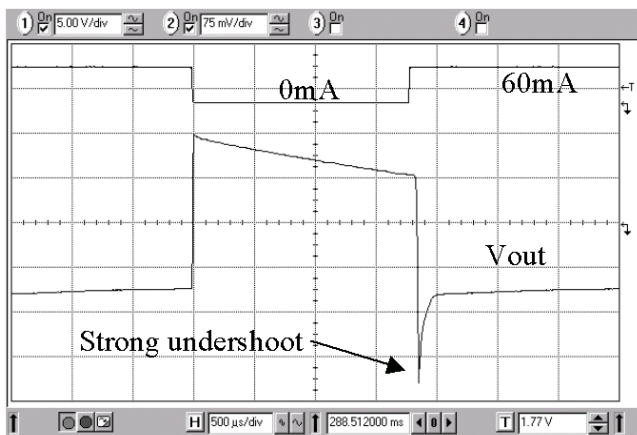 1 On 5.00 V/div 2 On 75 mV/div 3 On 4 On
0mA 60mA
T
Vout
Strong undershoot
H 500 µs/div 288.512000 ms 0 T 1.77 V